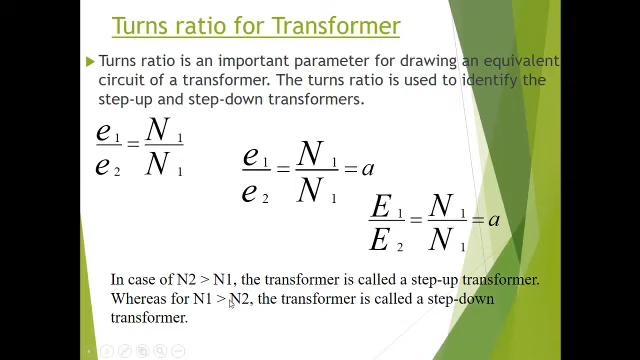 Turns ratio for Transformer
Turns ratio is an important parameter for drawing an equivalent
circuit of a transformer. The turns ratio is used to identify the
step-up and step-down transformers.
e1/e2 = N1/N1
e1/e2 = N1/N1 = a
E1/E2 = N1/N1 = a
In case of N2 > N1, the transformer is called a step-up transformer.
Whereas for N1 > N2, the transformer is called a step-down
transformer.